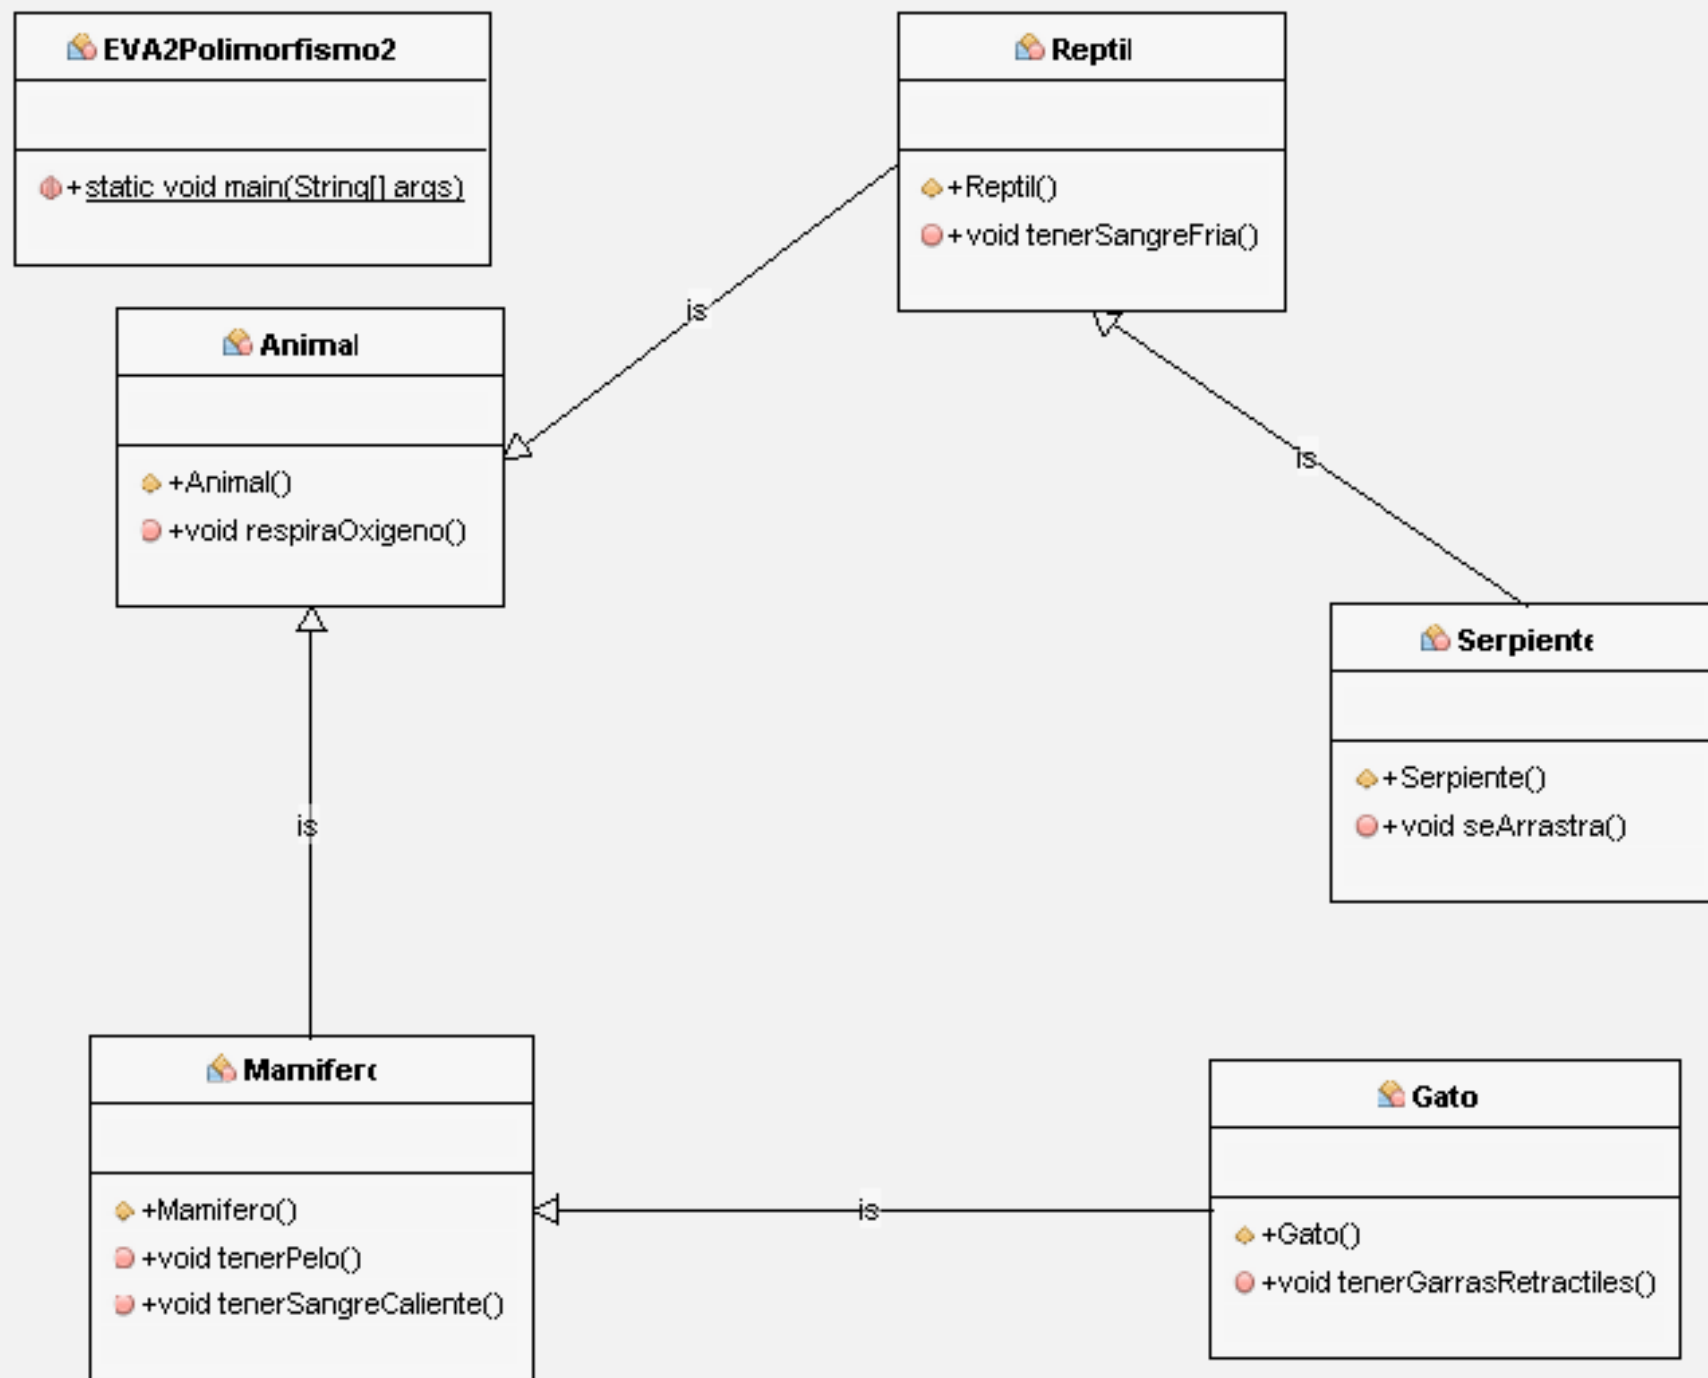 EVA2Polimorfismo2
+static void main(String[] args)
Reptil
+Reptil()
+void tenerSangreFria()
is
Animal
+Animal()
+void respiraOxigeno()
is
Serpiente
+Serpiente()
+void seArrastra()
is
Mamifero
+Mamifero()
+void tenerPelo()
+void tenerSangreCaliente()
is
Gato
+Gato()
+void tenerGarrasRetractiles()